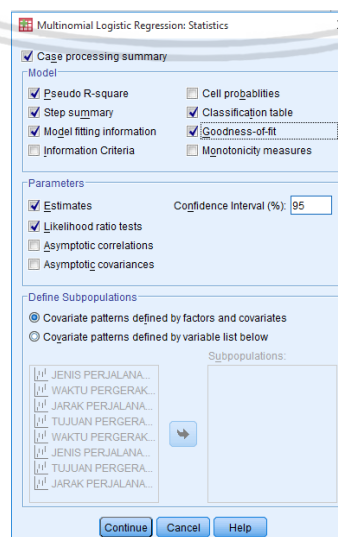 Multinomial Logistic Regression: Statistics
Case processing summary
Model
Pseudo R-square
Cell probablities
Step summary
Classification table
Model fitting information
Goodness-of-fit
Information Criteria
Monotonicity measures
Parameters
Estimates
Confidence Interval (%): 95
Likelihood ratio tests
Asymptotic correlations
Asymptotic covariances
Define Subpopulations
Covariate patterns defined by factors and covariates
Covariate patterns defined by variable list below
Subpopulations:
JENIS PERJALANA...
WAKTU PERGERAK...
JARAK PERJALANA...
TUJUAN PERGERA...
WAKTU PERGERAK...
JENIS PERJALANA...
TUJUAN PERGERA...
JARAK PERJALANA...
Continue
Cancel
Help